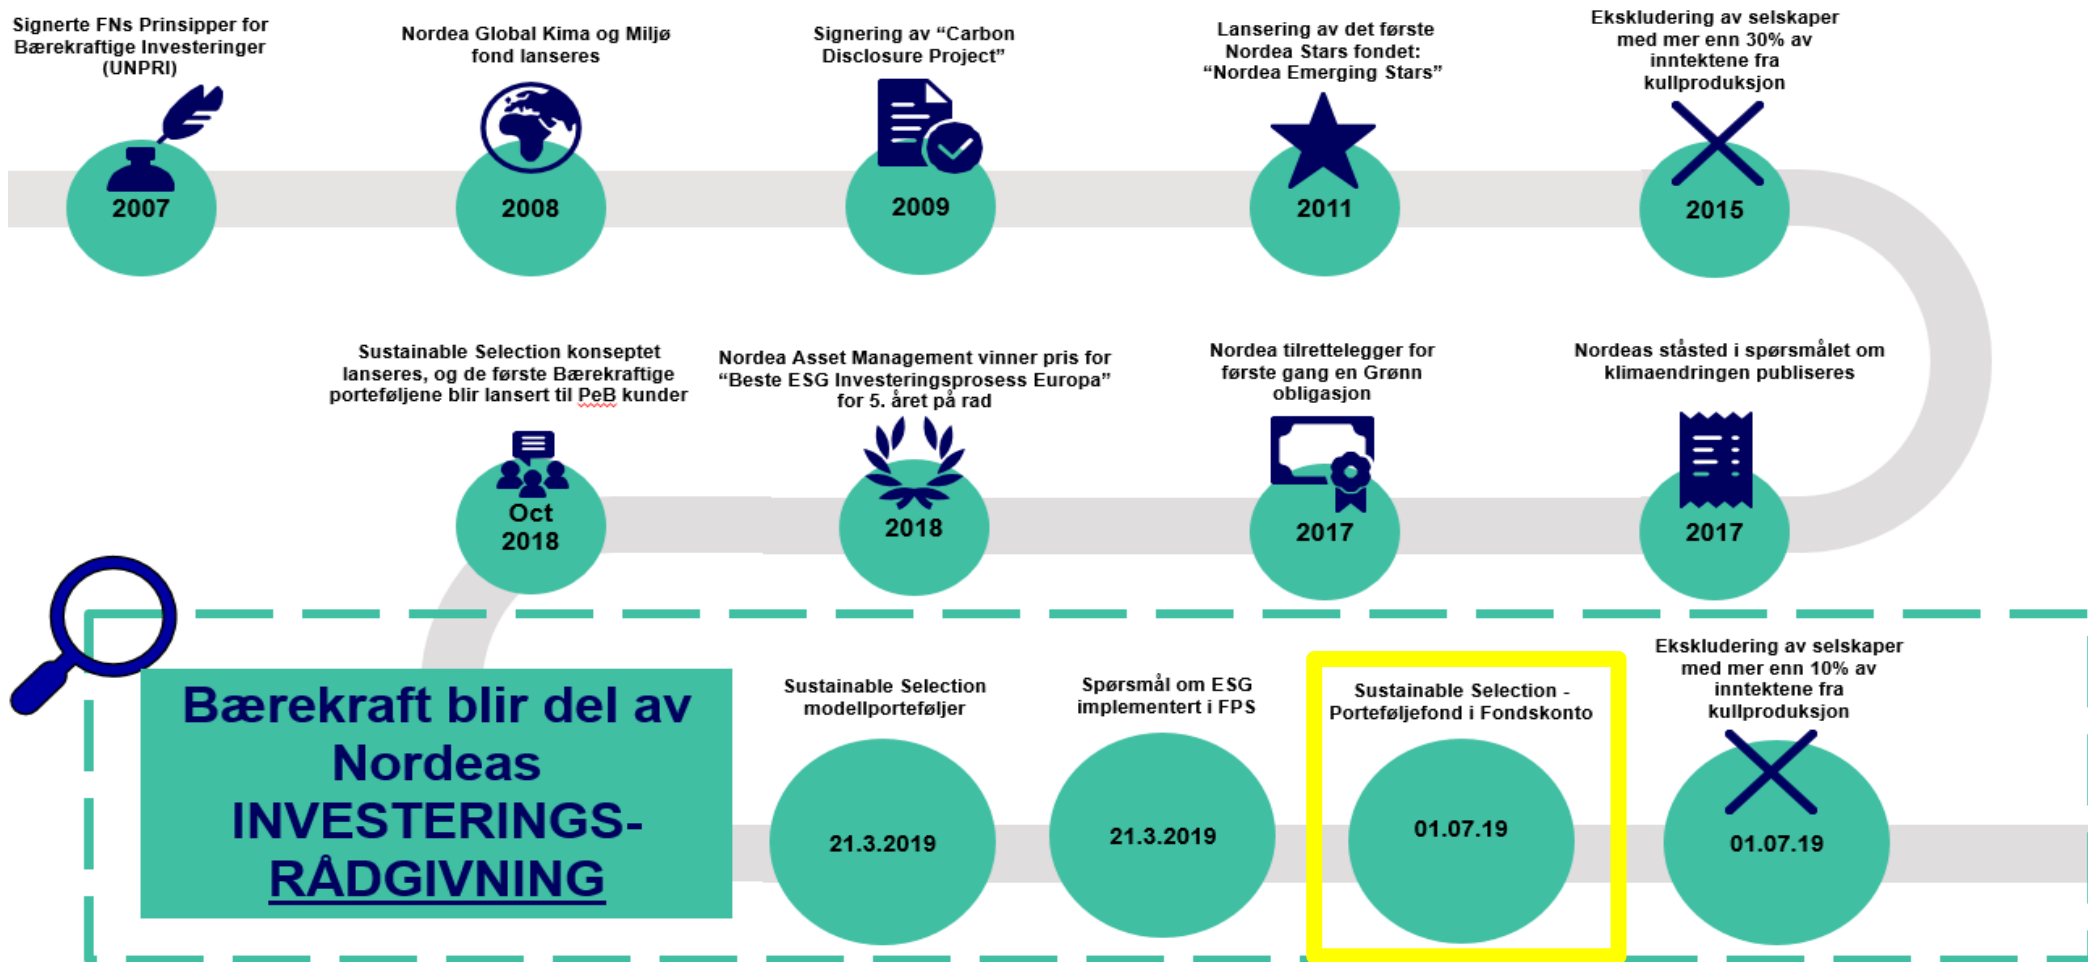 Signerte FNs Prinsipper for
Bærekraftige Investeringer
(UNPRI)
2007
Nordea Global Kima og Miljø
fond lanseres
2008
Signering av “Carbon
Disclosure Project”
2009
Lansering av det første
Nordea Stars fondet:
“Nordea Emerging Stars”
2011
Ekskludering av selskaper
med mer enn 30% av
inntektene fra
kullproduksjon
2015
Sustainable Selection konseptet
lanseres, og de første Bærekraftige
porteføljene blir lansert til PeB kunder
Oct
2018
Nordea Asset Management vinner pris for
“Beste ESG Investeringsprosess Europa”
for 5. året på rad
2018
Nordea tilrettelegger for
første gang en Grønn
obligasjon
2017
Nordeas ståsted i spørsmålet om
klimaendringen publiseres
2017
Bærekraft blir del av
Nordeas
INVESTERINGS-
RÅDGIVNING
Sustainable Selection
modellporteføljer
21.3.2019
Spørsmål om ESG
implementert i FPS
21.3.2019
Sustainable Selection -
Porteføljefond i Fondskonto
01.07.19
Ekskludering av selskaper
med mer enn 10% av
inntektene fra
kullproduksjon
01.07.19